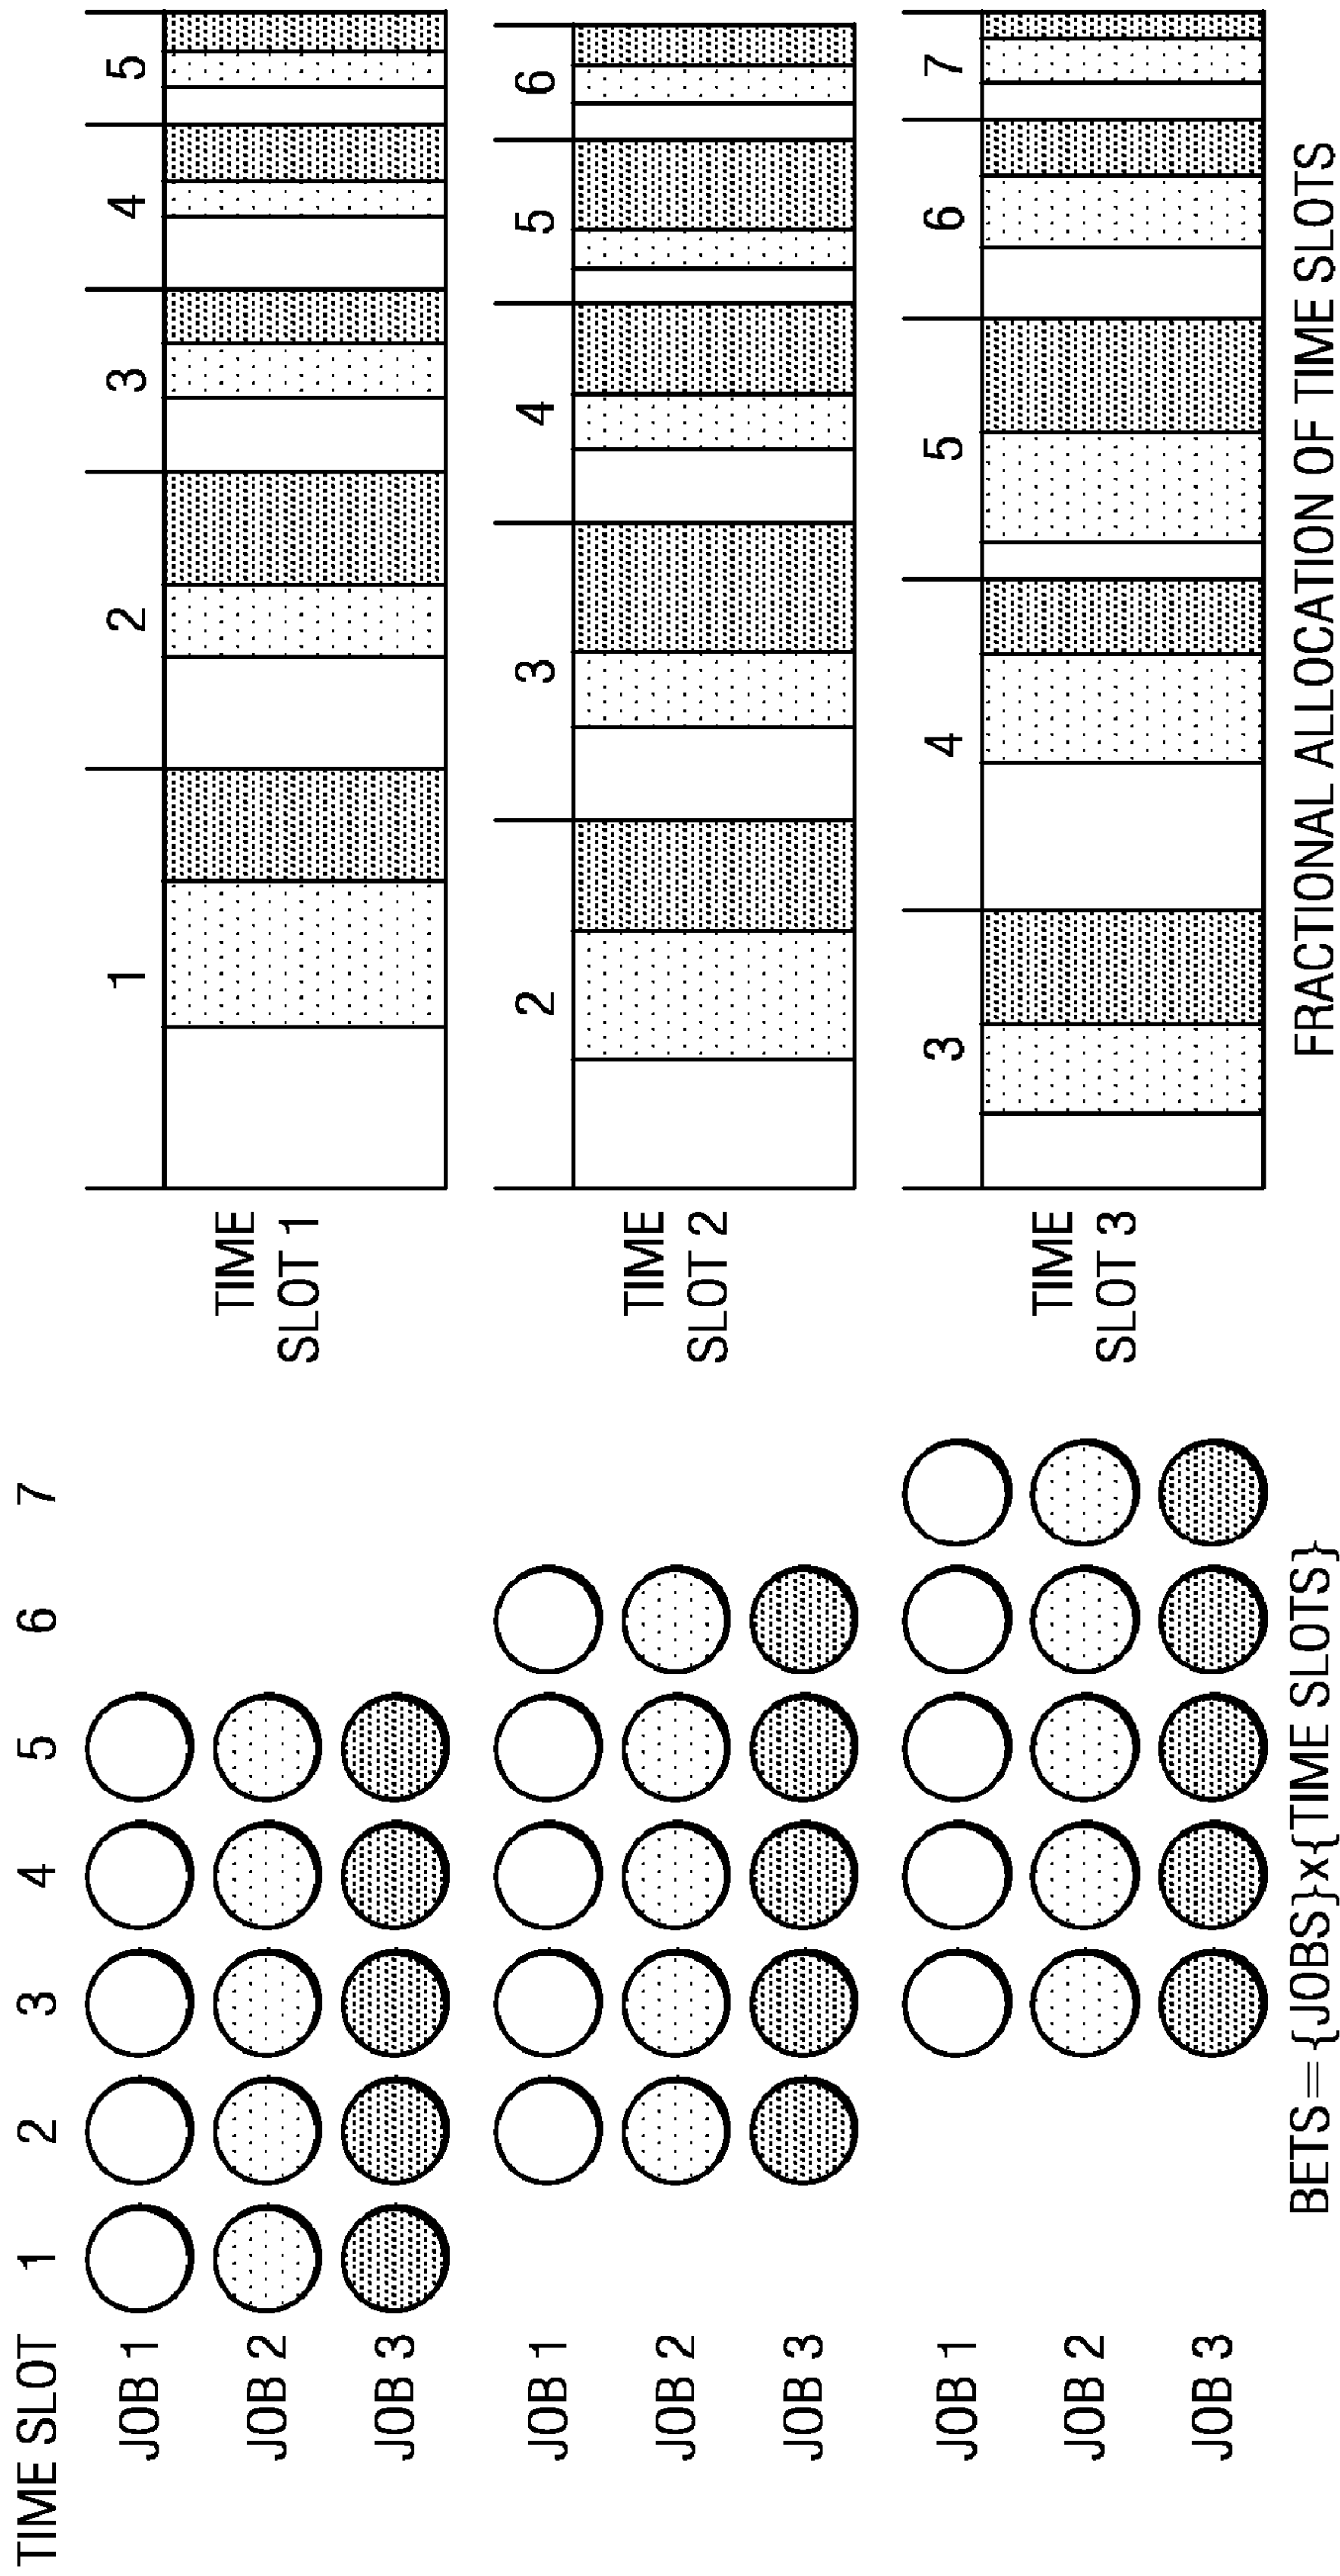 TIME SLOT 1 2 3 4 5 6 7
JOB 1
JOB 2
JOB 3
JOB 1
JOB 2
JOB 3
JOB 1
JOB 2
JOB 3
BETS={JOBS}x{TIME SLOTS}
1 2 3 4 5
TIME
SLOT 1
2 3 4 5 6
TIME
SLOT 2
3 4 5 6 7
TIME
SLOT 3
FRACTIONAL ALLOCATION OF TIME SLOTS